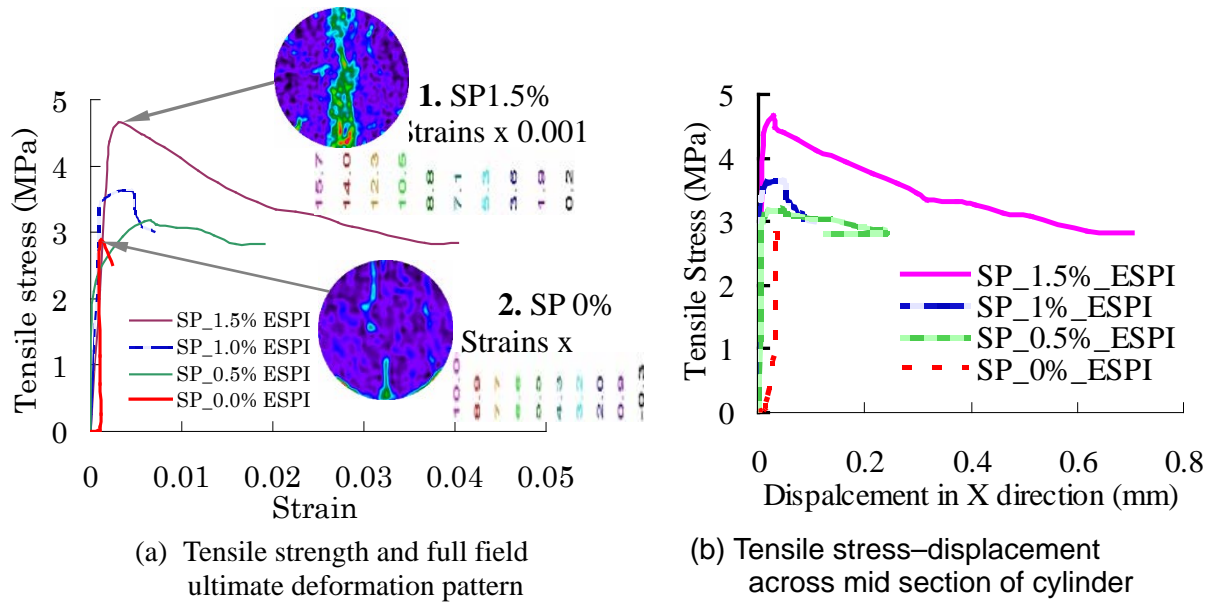 1. SP1.5%
Strains x 0.001
15.7
14.0
12.3
10.5
8.8
7.1
5.3
3.6
1.9
0.2
Tensile stress (MPa)
5
4
3
2
1
0
SP_1.5% ESPI
SP_1.0% ESPI
SP_0.5% ESPI
SP_0.0% ESPI
2. SP 0%
Strains x
10.0
8.9
7.7
6.6
5.5
4.3
3.2
2.0
0.9
-0.3
0
0.01
0.02
0.03
0.04
0.05
Strain
(a) Tensile strength and full field
ultimate deformation pattern
Tensile Stress (MPa)
5
4
3
2
1
0
SP_1.5%_ESPI
SP_1%_ESPI
SP_0.5%_ESPI
SP_0%_ESPI
0
0.2
0.4
0.6
0.8
Dispalcement in X direction (mm)
(b) Tensile stress–displacement
across mid section of cylinder